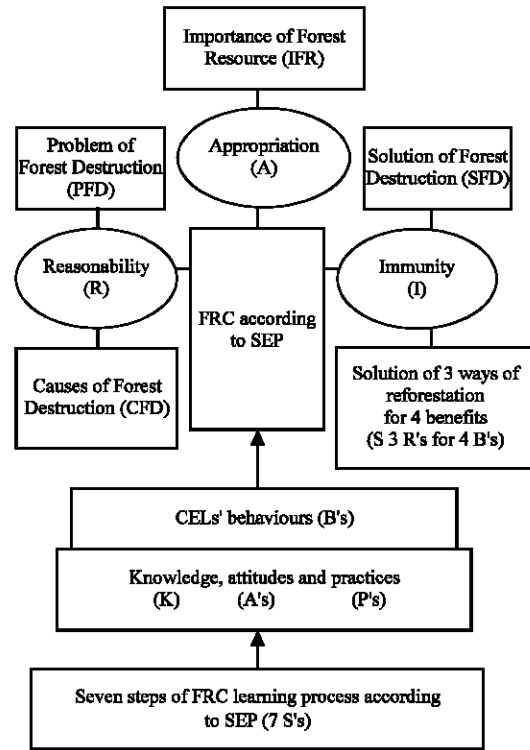 Importance of Forest
Resource (IFR)
Appropriation
(A)
Problem of
Forest Destruction
(PFD)
Solution of Forest
Destruction (SFD)
Reasonability
(R)
FRC according
to SEP
Immunity
(I)
Causes of Forest
Destruction (CFD)
Solution of 3 ways of
reforestation
for 4 benefits
(S 3 R's for 4 B's)
CELs' behaviours (B's)
Knowledge, attitudes and practices
(K) (A's) (P's)
Seven steps of FRC learning process according
to SEP (7 S's)